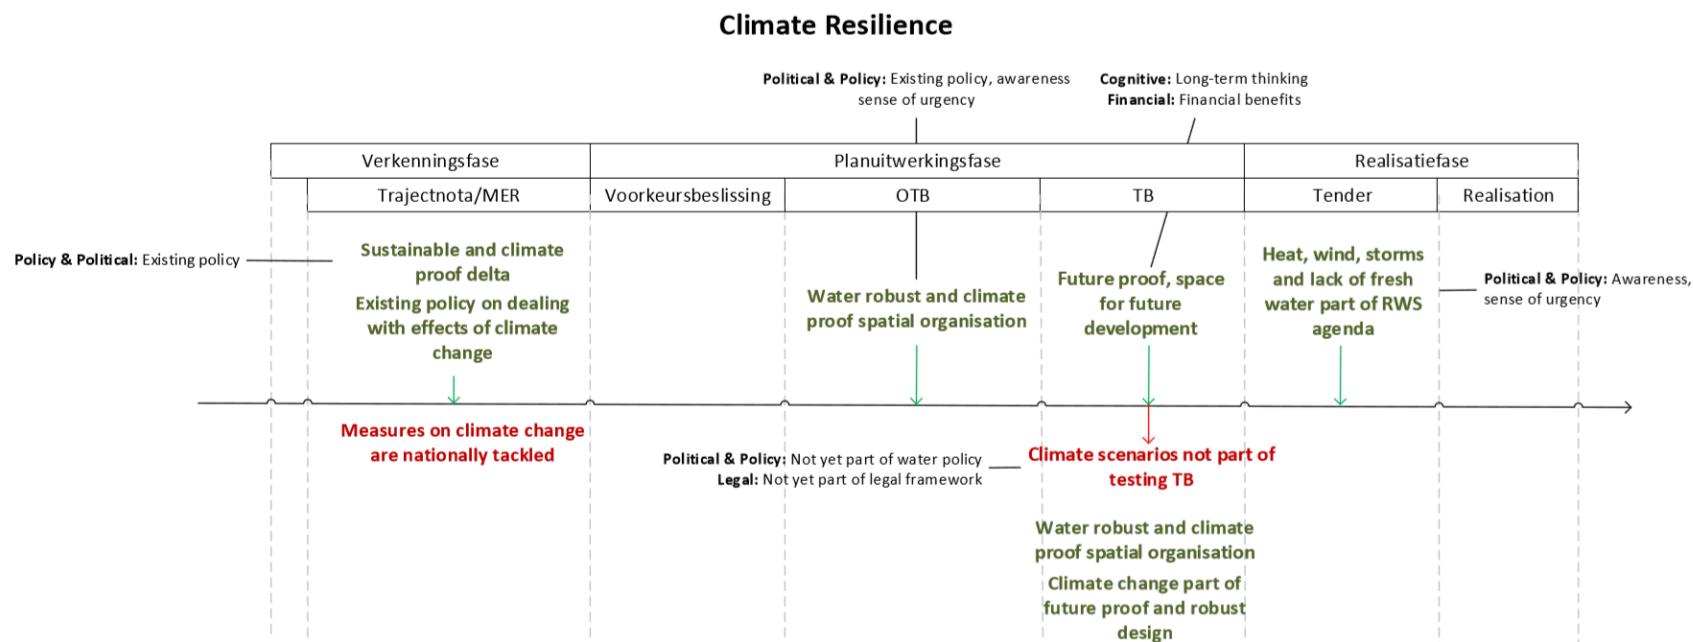 Climate Resilience
Political & Policy: Existing policy, awareness
sense of urgency
Cognitive: Long-term thinking
Financial: Financial benefits
Verkenningsfase
Planuitwerkingsfase
Realisatiefase
Trajectnota/MER
Voorkeursbeslissing
OTB
TB
Tender
Realisation
Policy & Political: Existing policy
Sustainable and climate
proof delta
Existing policy on dealing
with effects of climate
change
Water robust and climate
proof spatial organisation
Future proof, space
for future
development
Heat, wind, storms
and lack of fresh
water part of RWS
agenda
Political & Policy: Awareness,
sense of urgency
Measures on climate change
are nationally tackled
Political & Policy: Not yet part of water policy
Legal: Not yet part of legal framework
Climate scenarios not part of
testing TB
Water robust and climate
proof spatial organisation
Climate change part of
future proof and robust
design